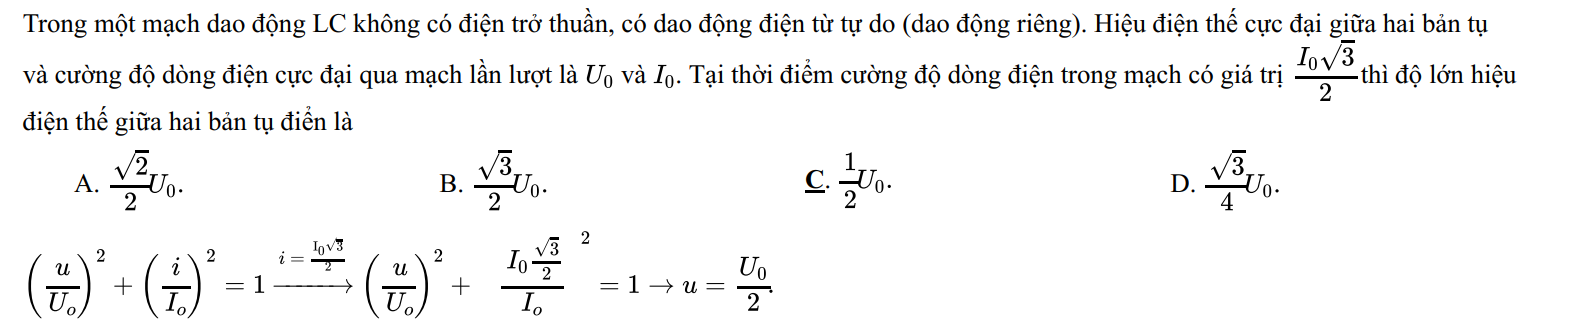 Trong một mạch dao động LC không có điện trở thuần, có dao động điện từ tự do (dao động riêng). Hiệu điện thế cực đại giữa hai bản tụ
và cường độ dòng điện cực đại qua mạch lần lượt là $U_0$ và $I_0$. Tại thời điểm cường độ dòng điện trong mạch có giá trị $\frac{I_0\sqrt{3}}{2}$ thì độ lớn hiệu
điện thế giữa hai bản tụ điển là
A. $\frac{\sqrt{2}}{2}U_0$. B. $\frac{\sqrt{3}}{2}U_0$. C. $\frac{1}{2}U_0$. D. $\frac{\sqrt{3}}{4}U_0$.
$\left(\frac{u}{U_o}\right)^2 + \left(\frac{i}{I_o}\right)^2 = 1 \xrightarrow{i = \frac{I_0\sqrt{3}}{2}} \left(\frac{u}{U_o}\right)^2 + \frac{I_0\frac{\sqrt{3}}{2}}{I_o}^2 = 1 \rightarrow u = \frac{U_0}{2}.$